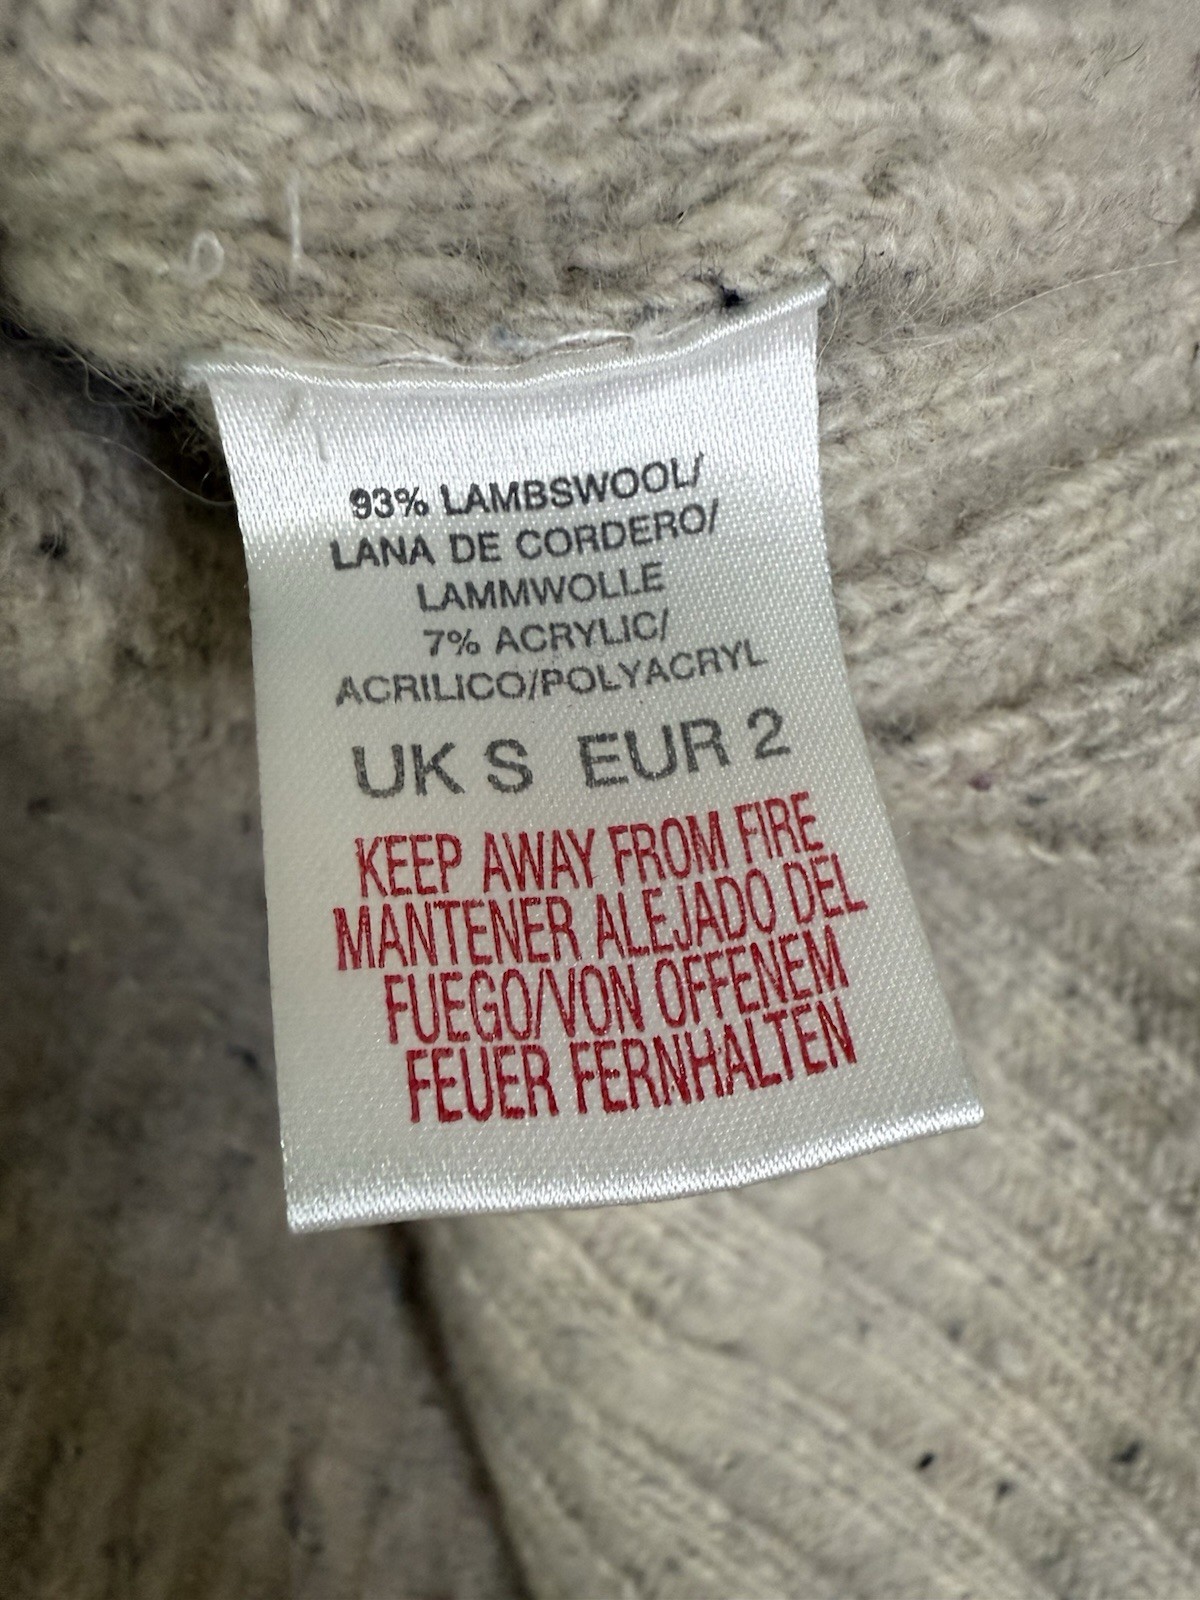 93% LAMBSWOOL/
LANA DE CORDERO/
LAMMWOLLE
7% ACRYLIC/
ACRILICO/POLYACRYL
UK S EUR 2
KEEP AWAY FROM FIRE
MANTENER ALEJADO DEL
FUEGO/VON OFFENEM
FEUER FERNHALTEN